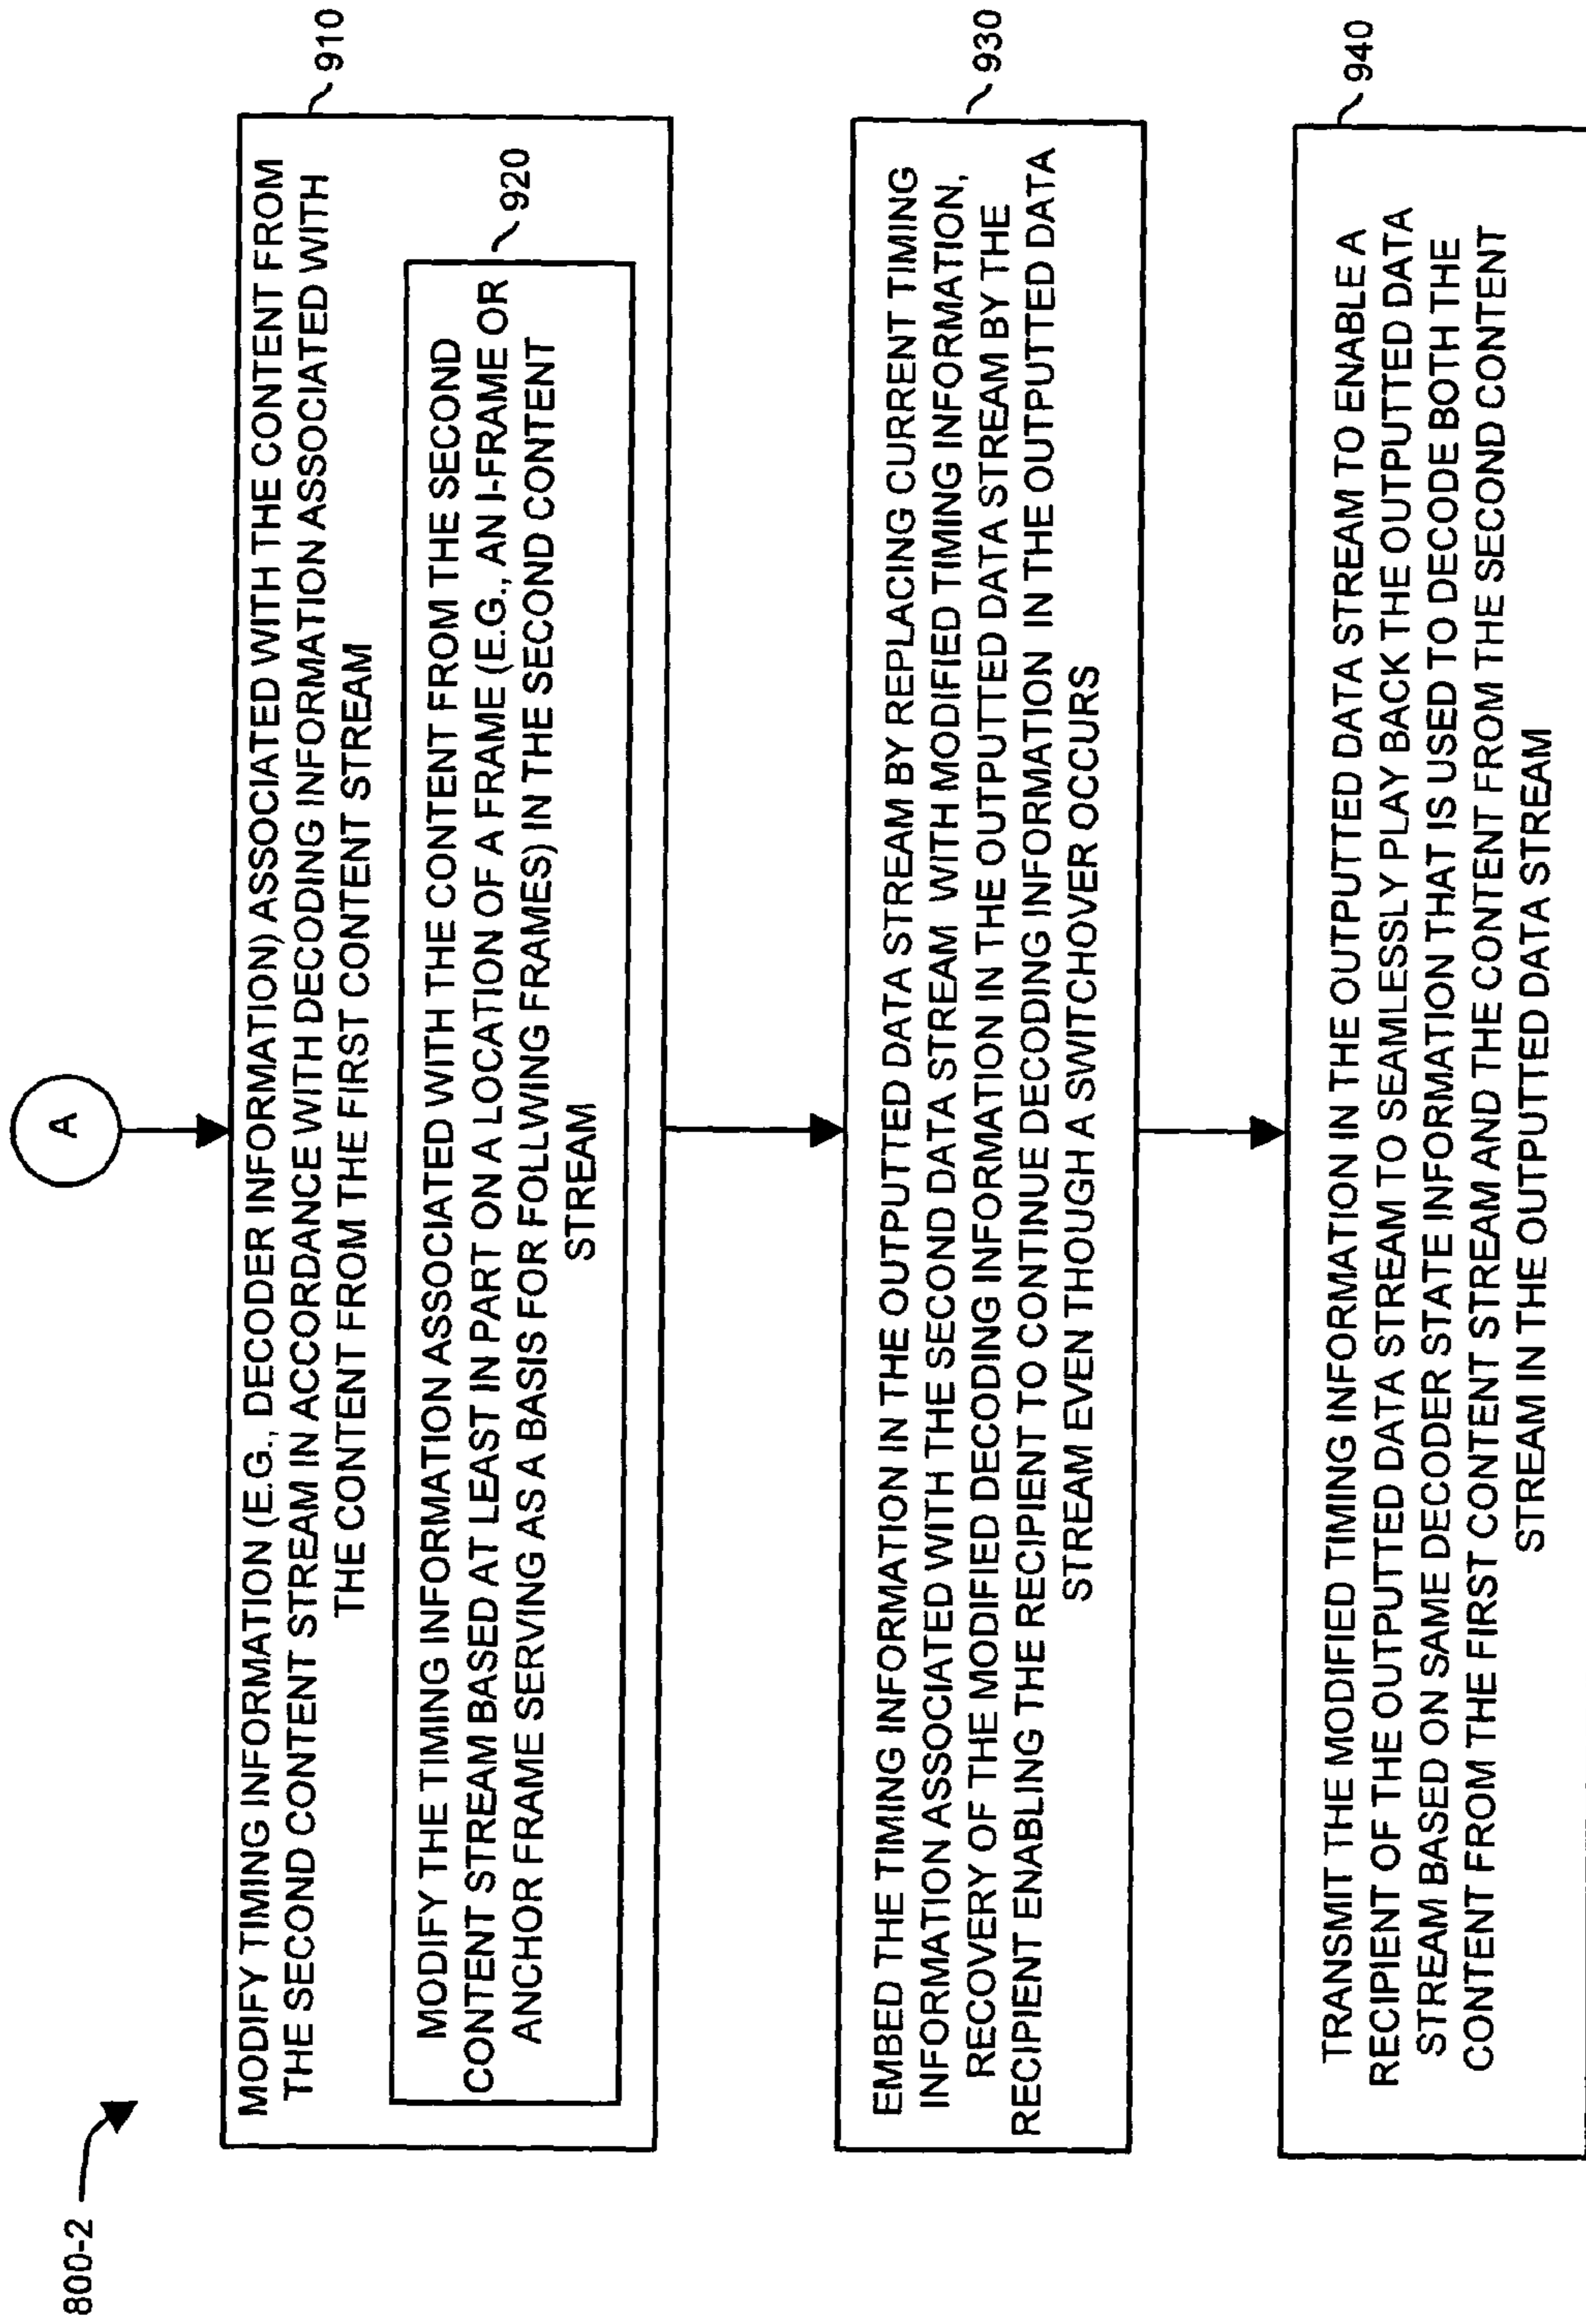 800-2
A
910
MODIFY TIMING INFORMATION (E.G., DECODER INFORMATION) ASSOCIATED WITH THE CONTENT FROM
THE SECOND CONTENT STREAM IN ACCORDANCE WITH DECODING INFORMATION ASSOCIATED WITH
THE CONTENT FROM THE FIRST CONTENT STREAM
920
MODIFY THE TIMING INFORMATION ASSOCIATED WITH THE CONTENT FROM THE SECOND
CONTENT STREAM BASED AT LEAST IN PART ON A LOCATION OF A FRAME (E.G., AN I-FRAME OR
ANCHOR FRAME SERVING AS A BASIS FOR FOLLWING FRAMES) IN THE SECOND CONTENT
STREAM
930
EMBED THE TIMING INFORMATION IN THE OUTPUTTED DATA STREAM BY REPLACING CURRENT TIMING
INFORMATION ASSOCIATED WITH THE SECOND DATA STREAM WITH MODIFIED TIMING INFORMATION,
RECOVERY OF THE MODIFIED DECODING INFORMATION IN THE OUTPUTTED DATA STREAM BY THE
RECIPIENT ENABLING THE RECIPIENT TO CONTINUE DECODING INFORMATION IN THE OUTPUTTED DATA
STREAM EVEN THOUGH A SWITCHOVER OCCURS
940
TRANSMIT THE MODIFIED TIMING INFORMATION IN THE OUTPUTTED DATA STREAM TO ENABLE A
RECIPIENT OF THE OUTPUTTED DATA STREAM TO SEAMLESSLY PLAY BACK THE OUTPUTTED DATA
STREAM BASED ON SAME DECODER STATE INFORMATION THAT IS USED TO DECODE BOTH THE
CONTENT FROM THE FIRST CONTENT STREAM AND THE CONTENT FROM THE SECOND CONTENT
STREAM IN THE OUTPUTTED DATA STREAM